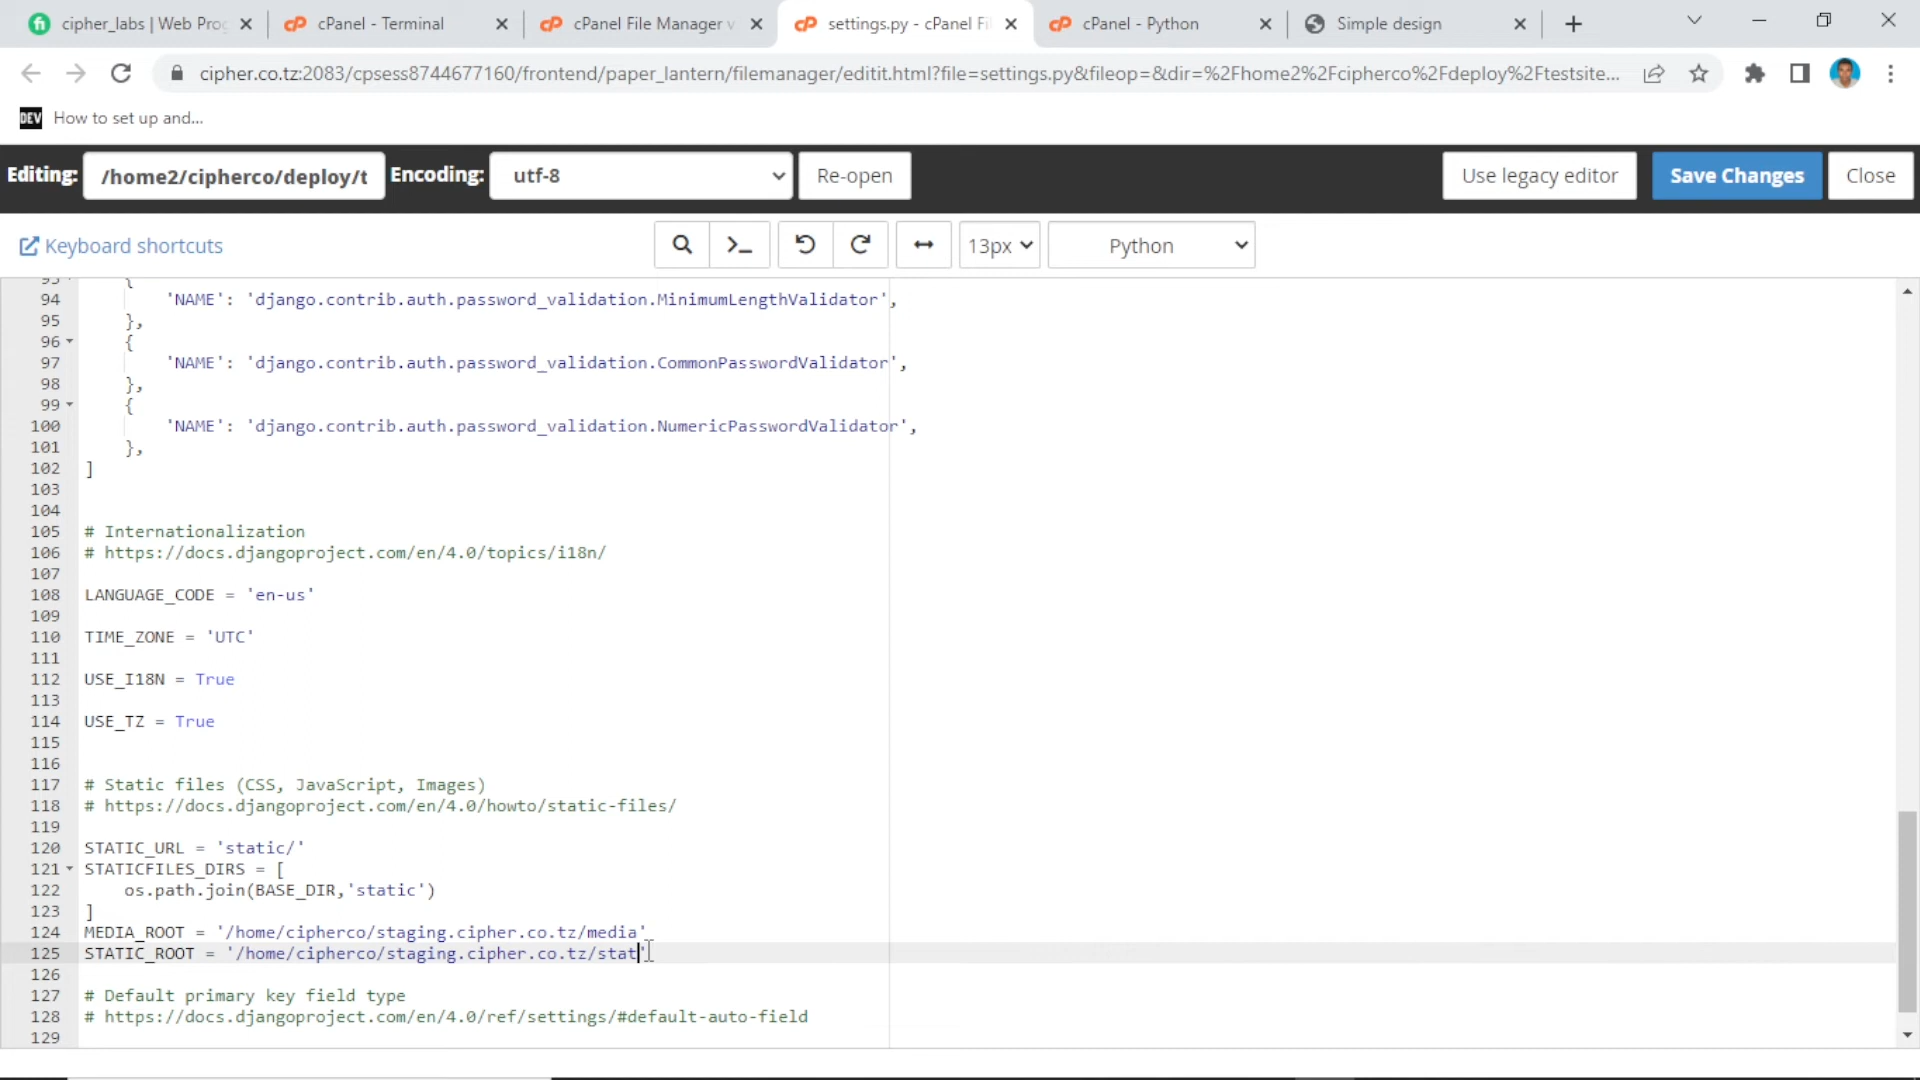 cipher_labs | Web Prog
cPanel - Terminal
cPanel File Manager v
settings.py - cPanel Fi
cPanel - Python
Simple design
cipher.co.tz:2083/cpsess8744677160/frontend/paper_lantern/filemanager/editit.html?file=settings.py&fileop=&dir=%2Fhome2%2Fcipherco%2Fdeploy%2Ftestsite...
DEV How to set up and...
Editing: /home2/cipherco/deploy/t Encoding: utf-8 Re-open Use legacy editor Save Changes Close
Keyboard shortcuts 13px Python
93 {
94 'NAME': 'django.contrib.auth.password_validation.MinimumLengthValidator',
95 },
96 {
97 'NAME': 'django.contrib.auth.password_validation.CommonPasswordValidator',
98 },
99 {
100 'NAME': 'django.contrib.auth.password_validation.NumericPasswordValidator',
101 },
102 ]
103
104
105 # Internationalization
106 # https://docs.djangoproject.com/en/4.0/topics/i18n/
107
108 LANGUAGE_CODE = 'en-us'
109
110 TIME_ZONE = 'UTC'
111
112 USE_I18N = True
113
114 USE_TZ = True
115
116
117 # Static files (CSS, JavaScript, Images)
118 # https://docs.djangoproject.com/en/4.0/howto/static-files/
119
120 STATIC_URL = 'static/'
121 STATICFILES_DIRS = [
122 os.path.join(BASE_DIR,'static')
123 ]
124 MEDIA_ROOT = '/home/cipherco/staging.cipher.co.tz/media'
125 STATIC_ROOT = '/home/cipherco/staging.cipher.co.tz/stat'
126
127 # Default primary key field type
128 # https://docs.djangoproject.com/en/4.0/ref/settings/#default-auto-field
129